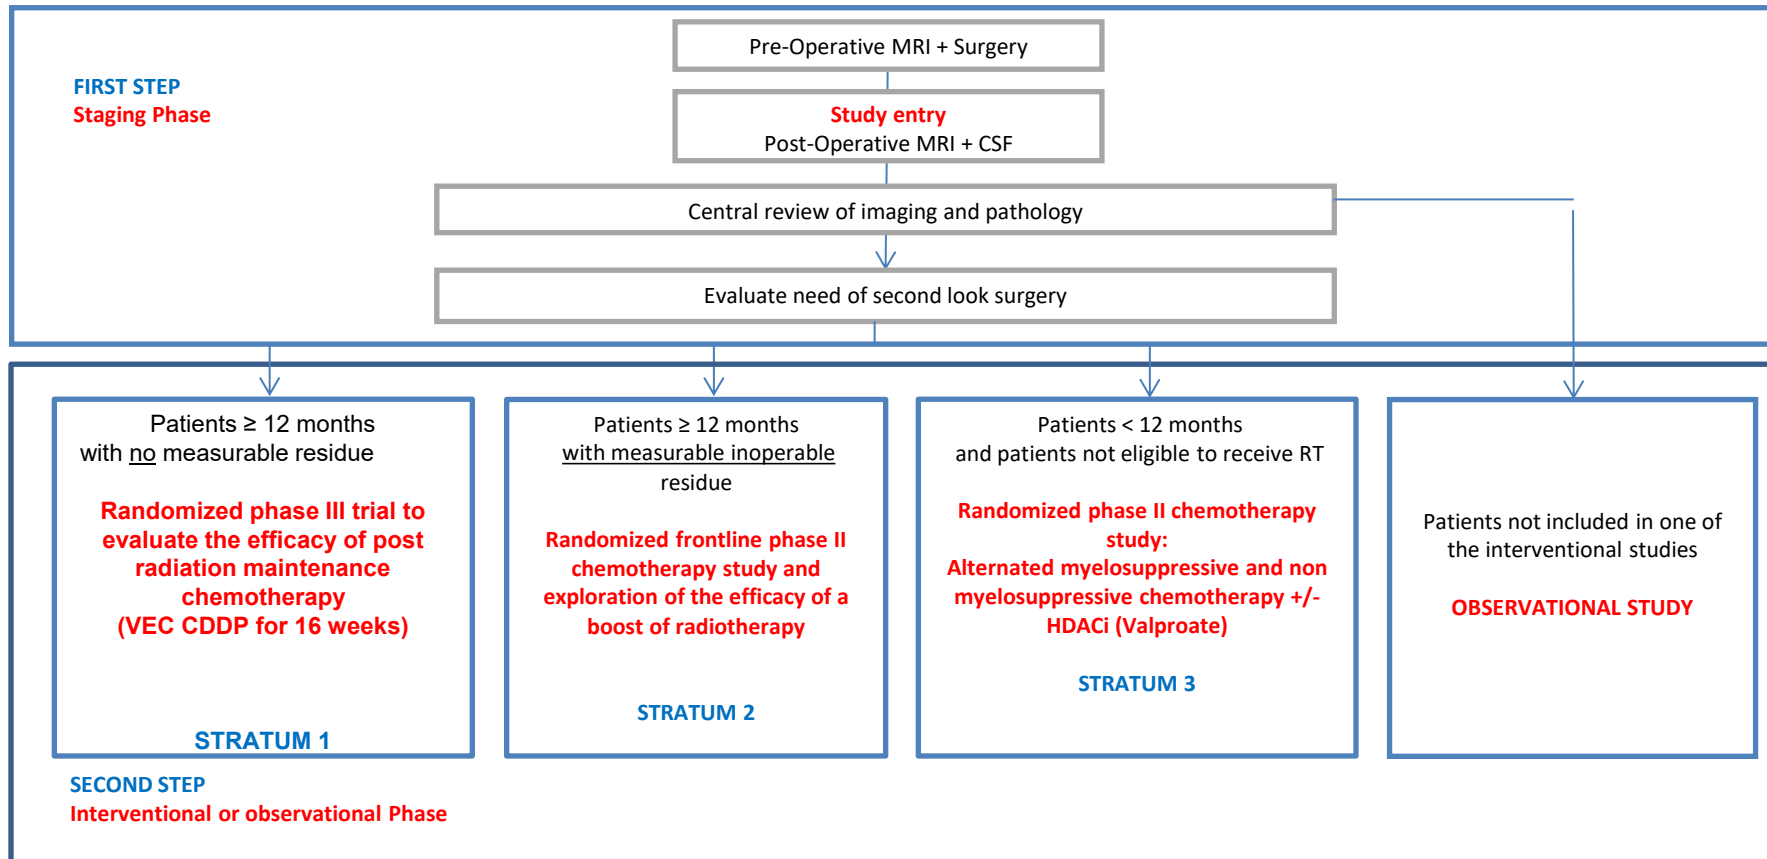 Pre-Operative MRI + Surgery
FIRST STEP
Staging Phase
Study entry
Post-Operative MRI + CSF
Central review of imaging and pathology
Evaluate need of second look surgery
Patients ≥ 12 months
with no measurable residue
Randomized phase III trial to
evaluate the efficacy of post
radiation maintenance
chemotherapy
(VEC CDDP for 16 weeks)
STRATUM 1
Patients ≥ 12 months
with measurable inoperable
residue
Randomized frontline phase II
chemotherapy study and
exploration of the efficacy of a
boost of radiotherapy
STRATUM 2
Patients < 12 months
and patients not eligible to receive RT
Randomized phase II chemotherapy
study:
Alternated myelosuppressive and non
myelosuppressive chemotherapy +/-
HDACi (Valproate)
STRATUM 3
Patients not included in one of
the interventional studies
OBSERVATIONAL STUDY
SECOND STEP
Interventional or observational Phase